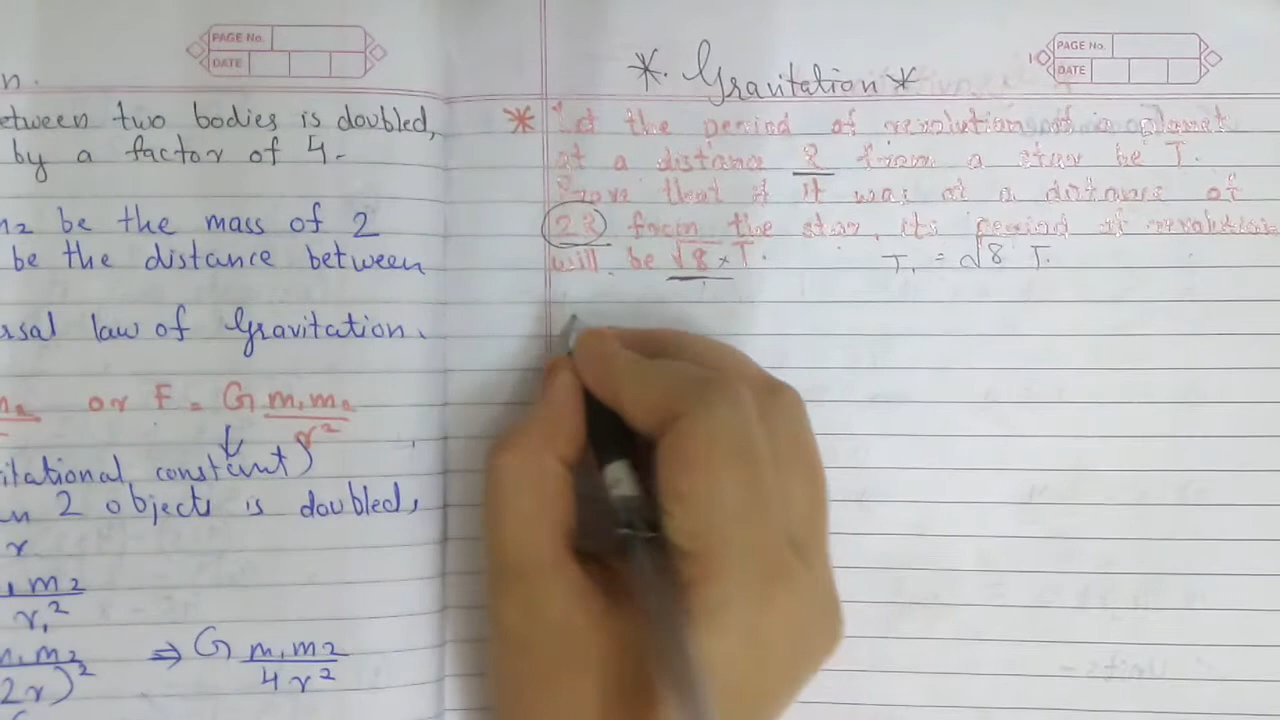 PAGE No.
DATE
n.
etween two bodies is doubled,
by a factor of 4.
m2 be the mass of 2
be the distance between
rsal law of Gravitation.
or F = G m1m2
r²
itational constant)
n 2 objects is doubled,
r
m2
r1²
m1m2 ⇒ G m1m2
2r)² 4r²
PAGE No.
DATE
*. Gravitation *
* Let the period of revolution of a planet
at a distance R from a star be T.
Prove that if it was at a distance of
2R from the star, its period of revolution
will be √8 × T. T1 = √8 T.